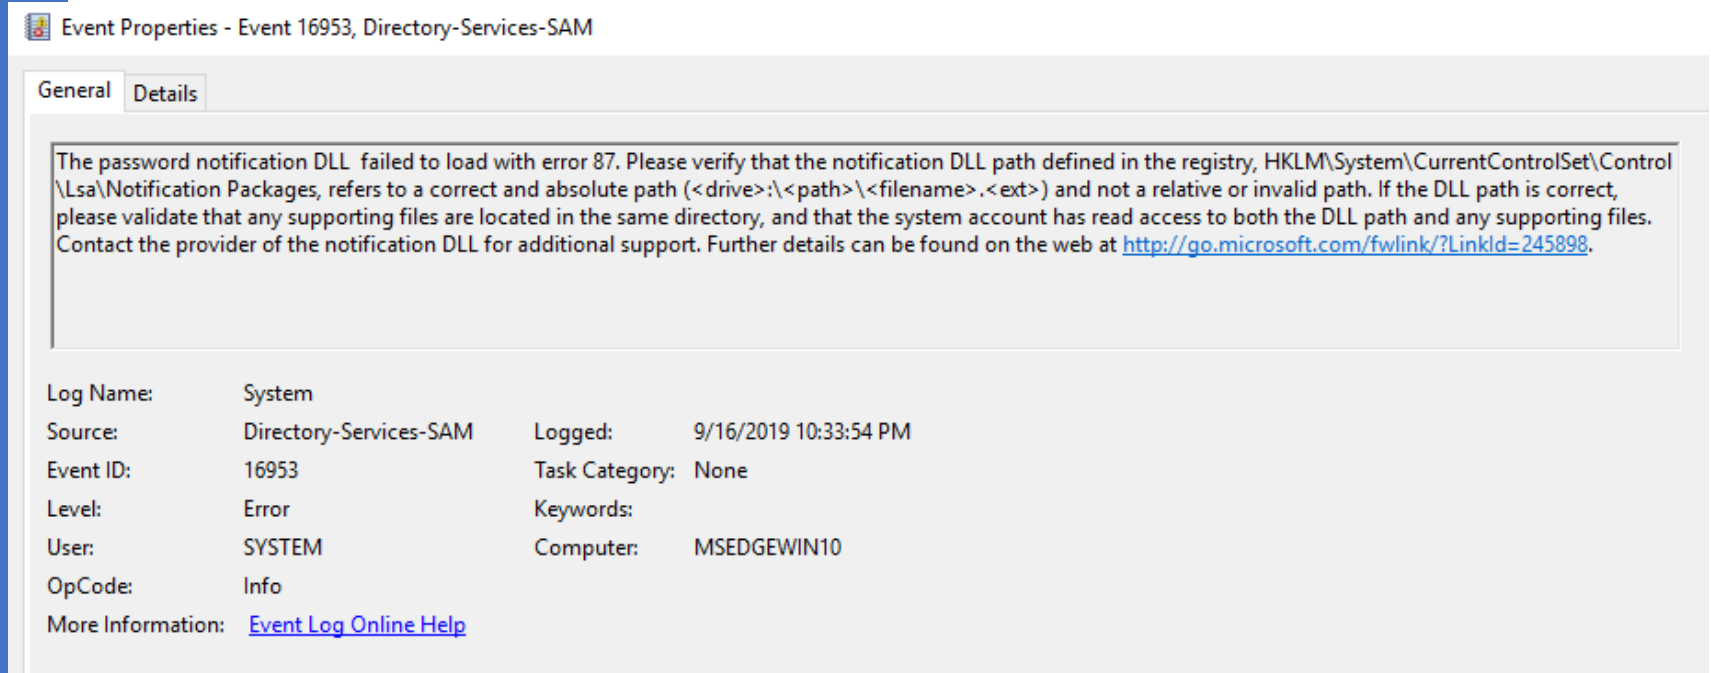 Event Properties - Event 16953, Directory-Services-SAM
General Details
The password notification DLL  failed to load with error 87. Please verify that the notification DLL path defined in the registry, HKLM\System\CurrentControlSet\Control
\Lsa\Notification Packages, refers to a correct and absolute path (<drive>:\<path>\<filename>.<ext>) and not a relative or invalid path. If the DLL path is correct,
please validate that any supporting files are located in the same directory, and that the system account has read access to both the DLL path and any supporting files.
Contact the provider of the notification DLL for additional support. Further details can be found on the web at http://go.microsoft.com/fwlink/?LinkId=245898.
Log Name: System
Source: Directory-Services-SAM Logged: 9/16/2019 10:33:54 PM
Event ID: 16953 Task Category: None
Level: Error Keywords:
User: SYSTEM Computer: MSEDGEWIN10
OpCode: Info
More Information: Event Log Online Help